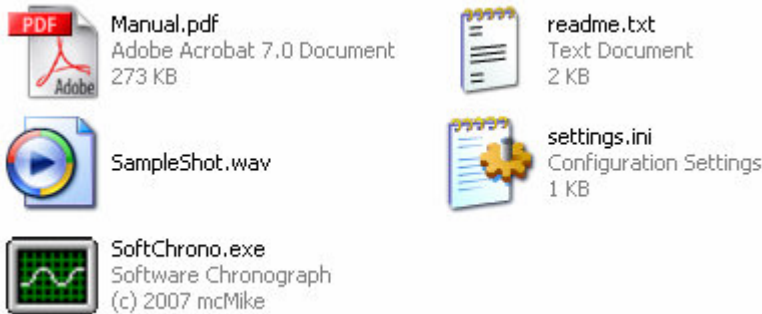 PDF
Adobe
Manual.pdf
Adobe Acrobat 7.0 Document
273 KB
readme.txt
Text Document
2 KB
SampleShot.wav
settings.ini
Configuration Settings
1 KB
SoftChrono.exe
Software Chronograph
(c) 2007 mcMike